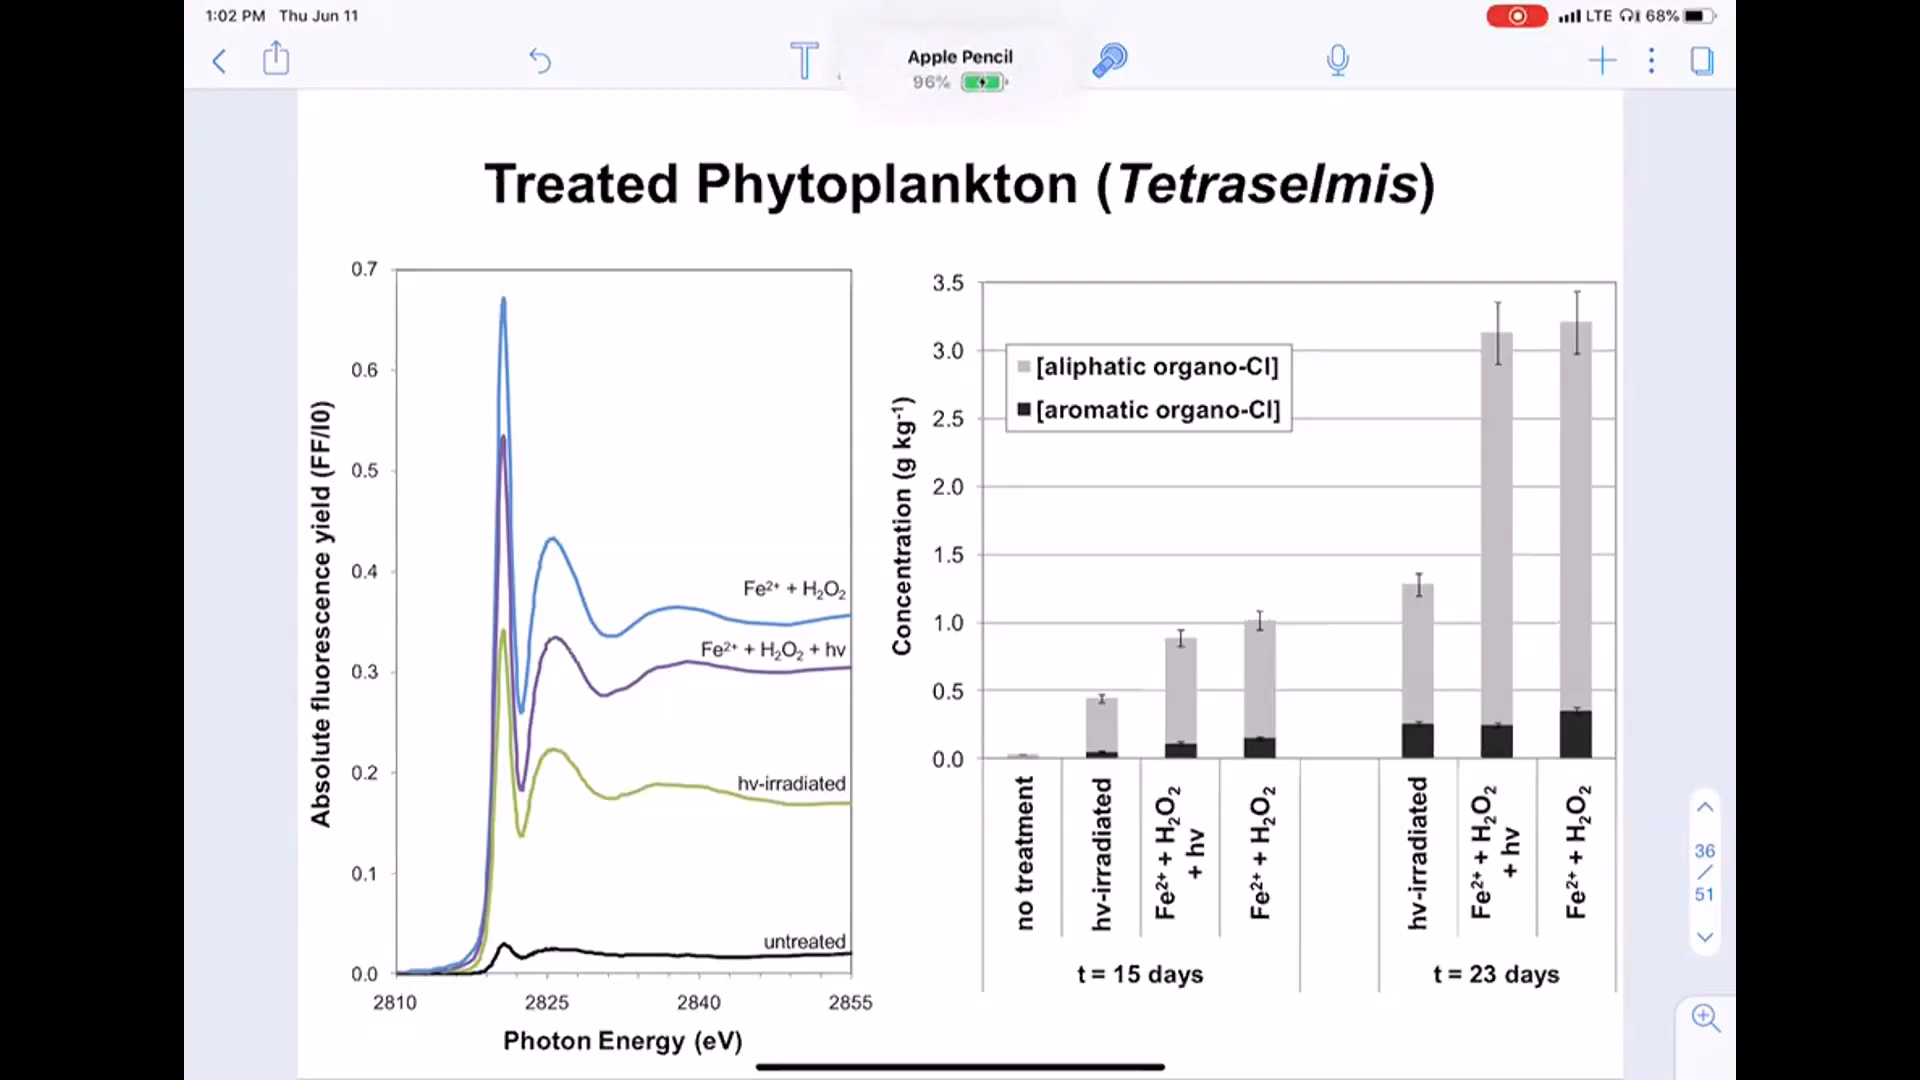 1:02 PM Thu Jun 11
LTE 68%
Apple Pencil
96%
Treated Phytoplankton (Tetraselmis)
Absolute fluorescence yield (FF/I0)
0.7
0.6
0.5
0.4
0.3
0.2
0.1
0.0
Fe²⁺ + H₂O₂
Fe²⁺ + H₂O₂ + hv
hv-irradiated
untreated
2810 2825 2840 2855
Photon Energy (eV)
Concentration (g kg⁻¹)
3.5
3.0
2.5
2.0
1.5
1.0
0.5
0.0
[aliphatic organo-Cl]
[aromatic organo-Cl]
no treatment
hv-irradiated
Fe²⁺ + H₂O₂
+ hv
Fe²⁺ + H₂O₂
hv-irradiated
Fe²⁺ + H₂O₂
+ hv
Fe²⁺ + H₂O₂
t = 15 days
t = 23 days
36
/
51